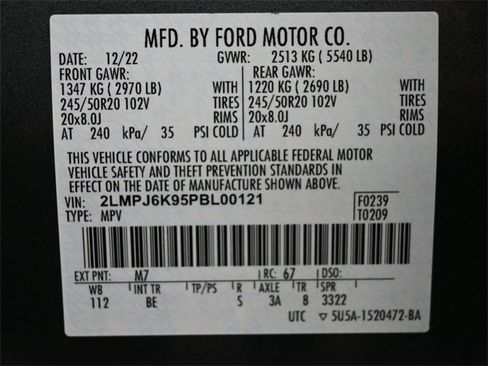 MFD. BY FORD MOTOR CO.
DATE: 12/22 GVWR: 2513 KG ( 5540 LB)
FRONT GAWR: REAR GAWR:
1347 KG ( 2970 LB) WITH 1220 KG ( 2690 LB) WITH
245/50R20 102V TIRES 245/50R20 102V TIRES
20x8.0J RIMS 20x8.0J RIMS
AT 240 kPa/ 35 PSI COLD AT 240 kPa/ 35 PSI COLD
THIS VEHICLE CONFORMS TO ALL APPLICABLE FEDERAL MOTOR
VEHICLE SAFETY AND THEFT PREVENTION STANDARDS IN
EFFECT ON THE DATE OF MANUFACTURE SHOWN ABOVE.
VIN: 2LMPJ6K95PBL00121 F0239
TYPE: MPV T0209
EXT PNT: M7 RC: 67 DSO:
WB INT TR TP/PS R AXLE TR SPR
112 BE S 3A 8 3322
UTC ▽ 5U5A-1520472-BA